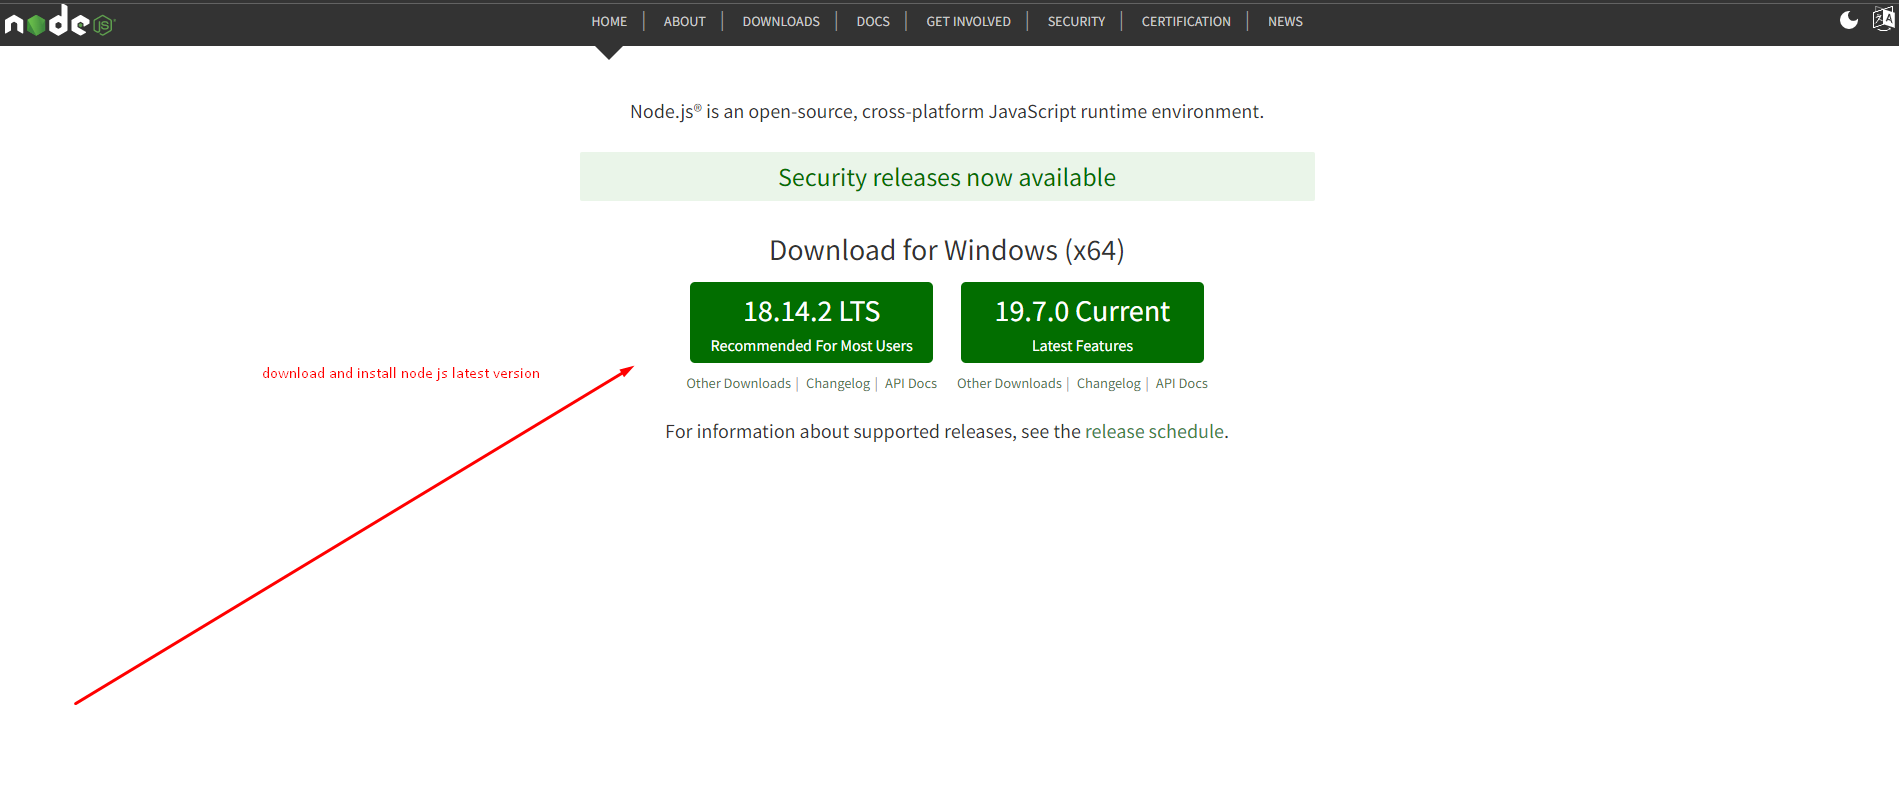 node JS
HOME | ABOUT | DOWNLOADS | DOCS | GET INVOLVED | SECURITY | CERTIFICATION | NEWS
Node.js® is an open-source, cross-platform JavaScript runtime environment.
Security releases now available
Download for Windows (x64)
18.14.2 LTS
Recommended For Most Users
19.7.0 Current
Latest Features
download and install node js latest version
Other Downloads | Changelog | API Docs
Other Downloads | Changelog | API Docs
For information about supported releases, see the release schedule.